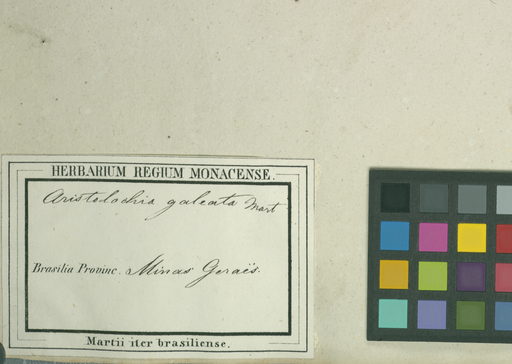 HERBARIUM REGIUM MONACENSE.
Aristolochia galeata Mart
Brasilia Provinc. Minas Geraës.
Martii iter brasiliense.